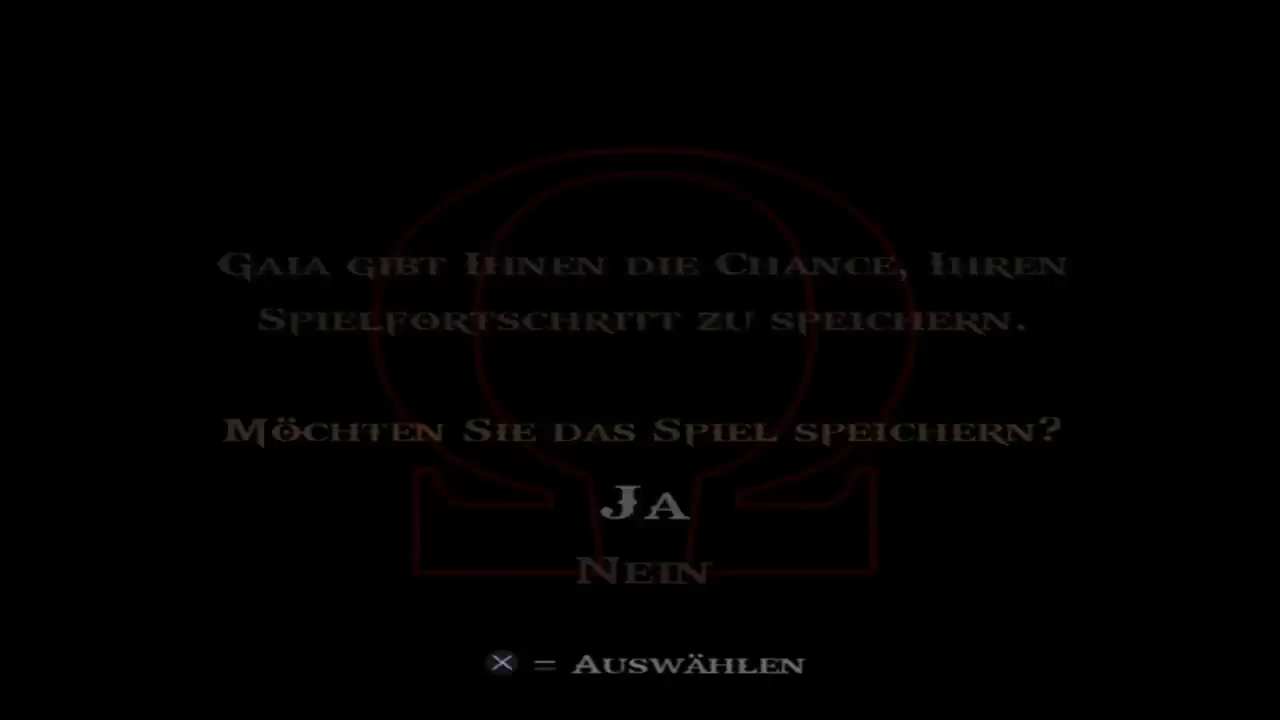 Gaia gibt Ihnen die Chance, Ihren
Spielfortschritt zu speichern.
Möchten Sie das Spiel speichern?
Ja
Nein
= Auswählen